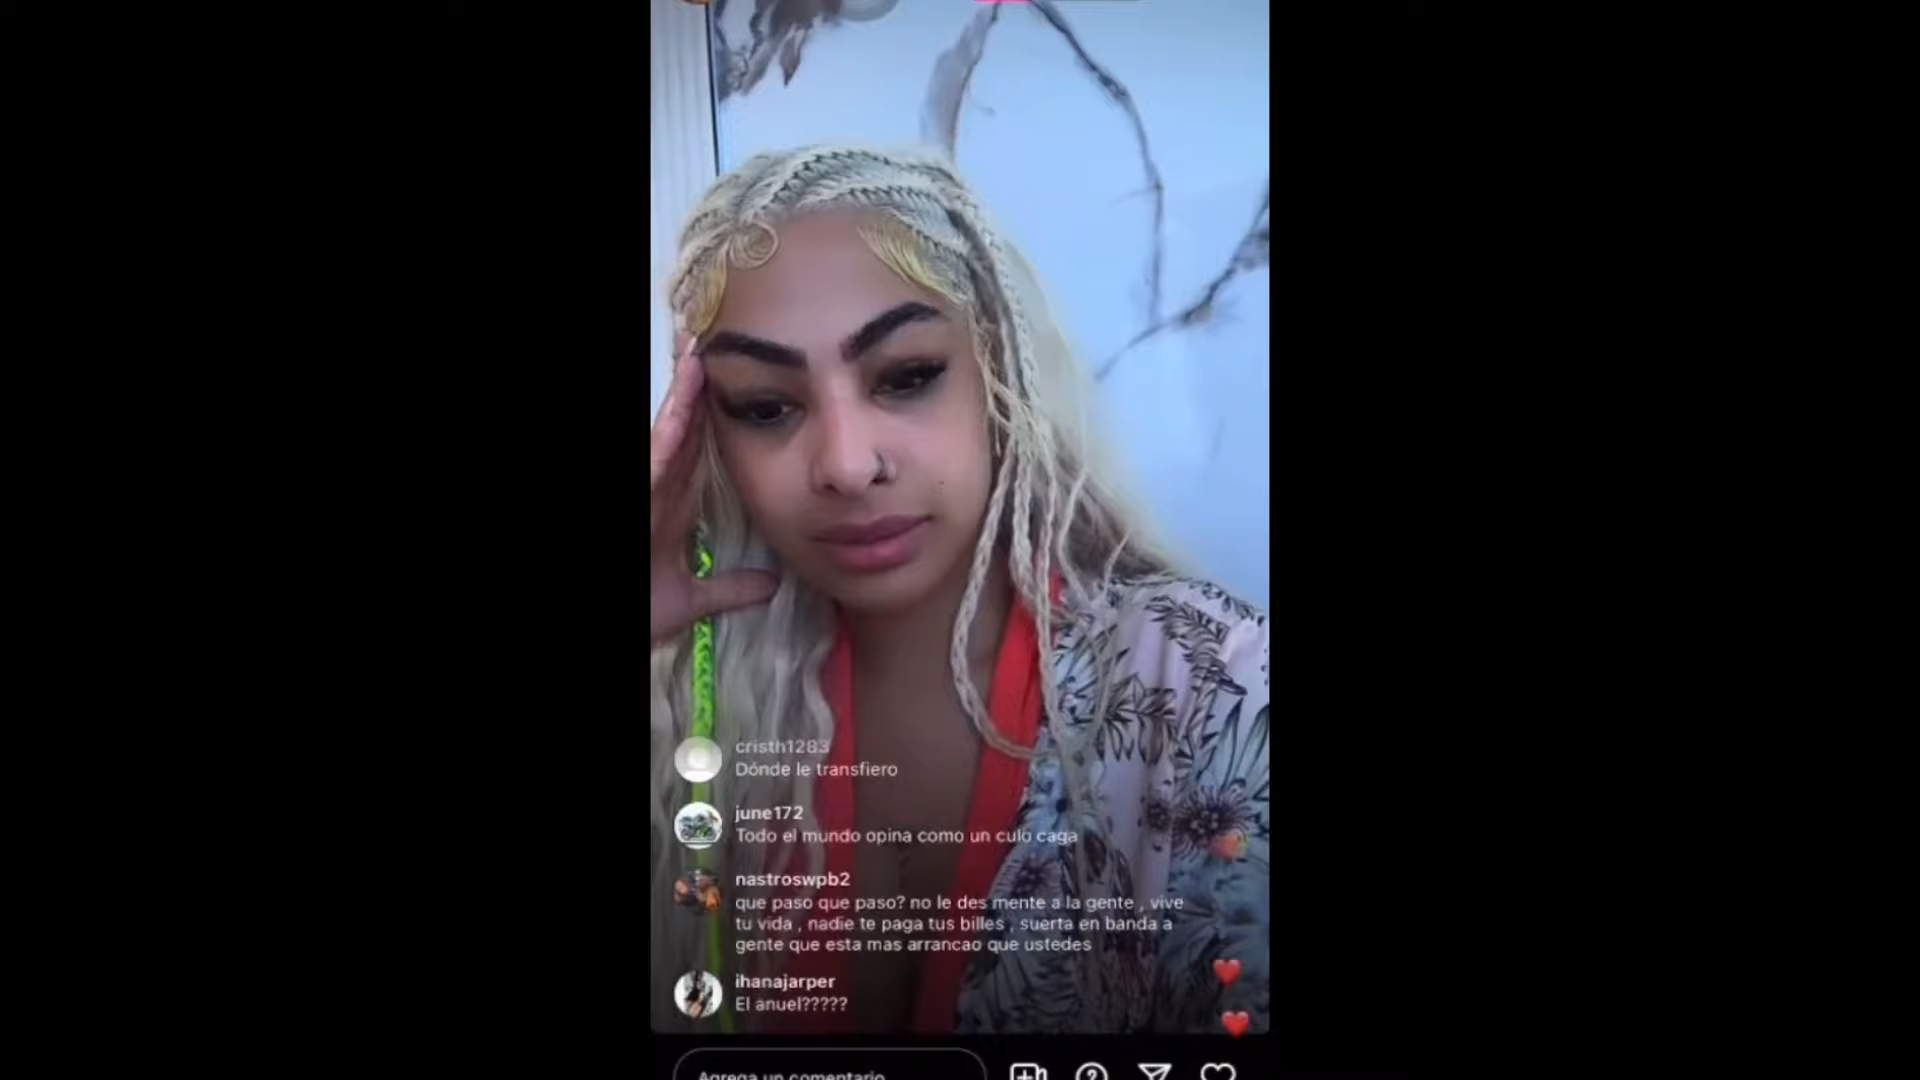 cristh1283
Dónde le transfiero
june172
Todo el mundo opina como un culo caga
nastroswpb2
que paso que paso? no le des mente a la gente , vive
tu vida , nadie te paga tus billes , suerta en banda a
gente que esta mas arrancao que ustedes
ihanajarper
El anuel?????
Agrega un comentario